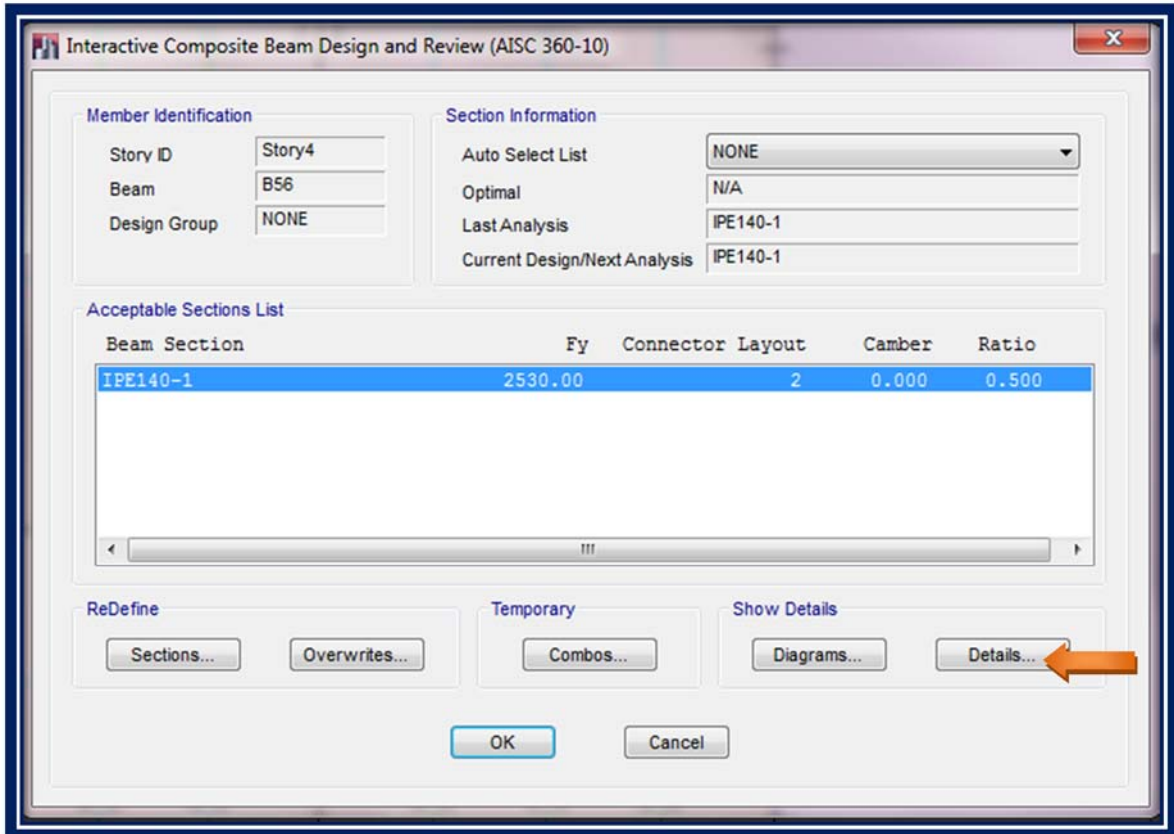 Interactive Composite Beam Design and Review (AISC 360-10)
Member Identification
Story ID Story4
Beam B56
Design Group NONE
Section Information
Auto Select List NONE
Optimal N/A
Last Analysis IPE140-1
Current Design/Next Analysis IPE140-1
Acceptable Sections List
Beam Section Fy Connector Layout Camber Ratio
IPE140-1 2530.00 2 0.000 0.500
ReDefine
Sections... Overwrites...
Temporary
Combos...
Show Details
Diagrams... Details...
OK Cancel